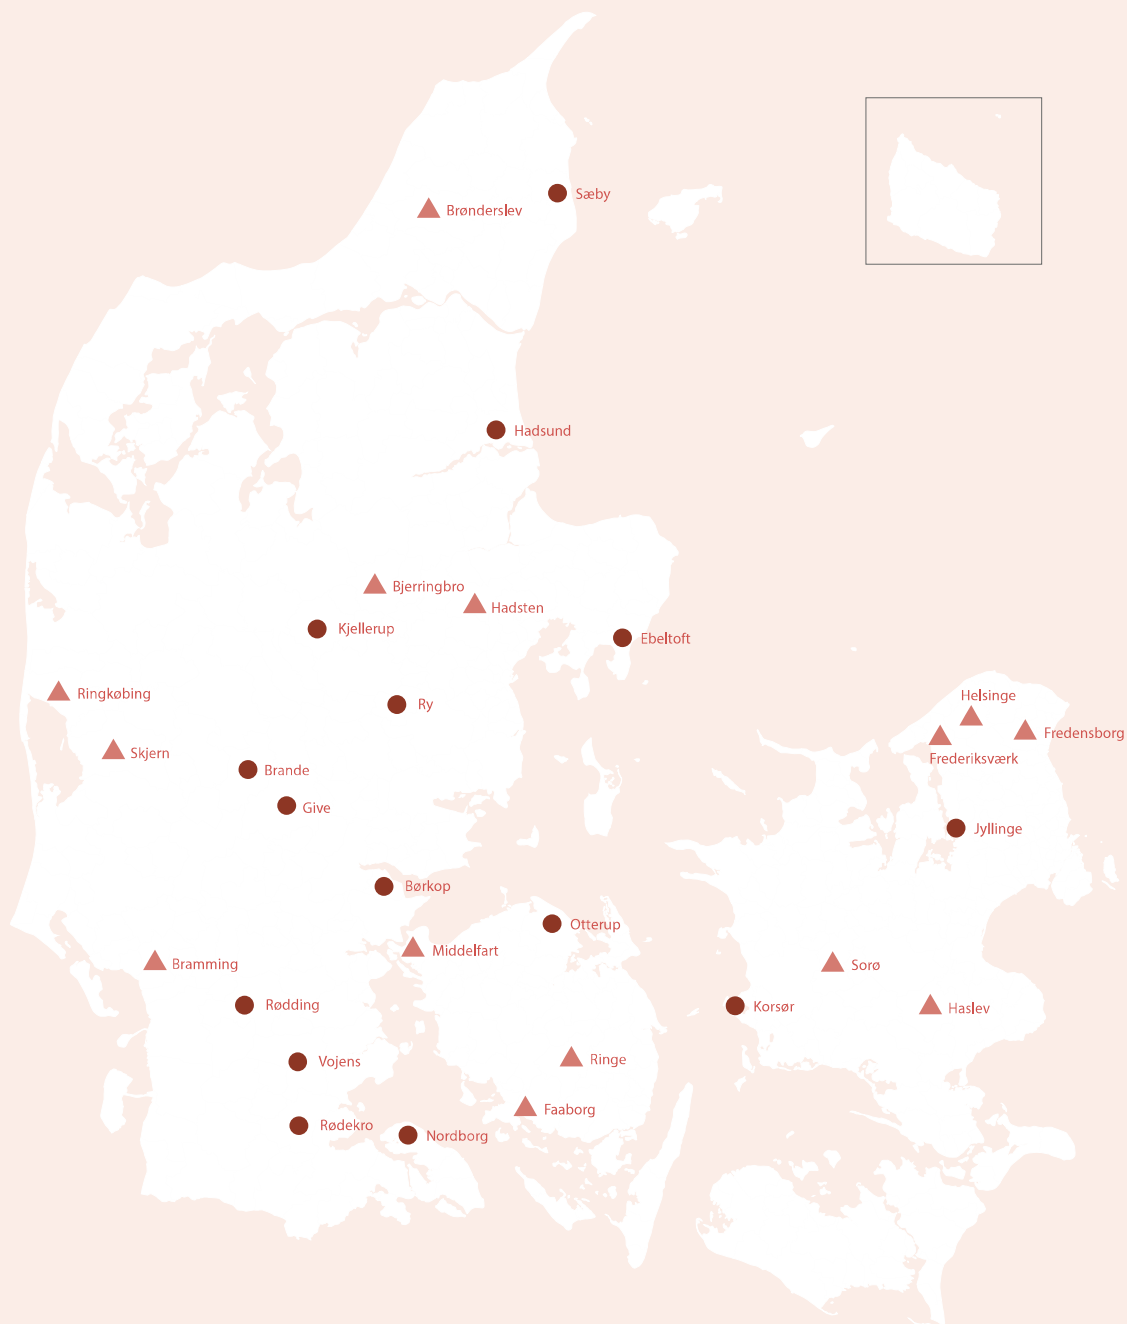 Sæby
Brønderslev
Hadsund
Bjerringbro
Hadsten
Kjellerup
Ebeltoft
Ringkøbing
Helsinge
Ry
Fredensborg
Skjern
Frederiksværk
Brande
Give
Jyllinge
Børkop
Otterup
Middelfart
Bramming
Sorø
Rødding
Korsør
Haslev
Vojens
Ringe
Faaborg
Rødekro
Nordborg